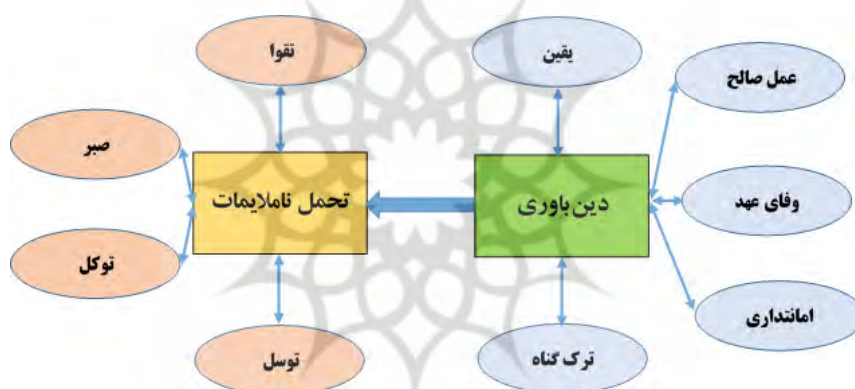 یقین
تقوا
عمل صالح
صبر
دین باوری
تحمل ناملایمات
وفای عهد
توکل
امانتداری
ترک گناه
توسل